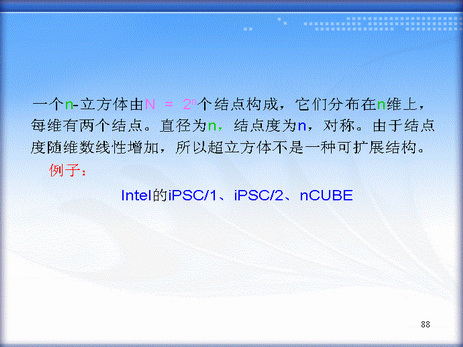 一个n-立方体由N = 2ⁿ个结点构成，它们分布在n维上，
每维有两个结点。直径为n，结点度为n，对称。由于结点
度随维数线性增加，所以超立方体不是一种可扩展结构。
例子：
Intel的iPSC/1、iPSC/2、nCUBE
88